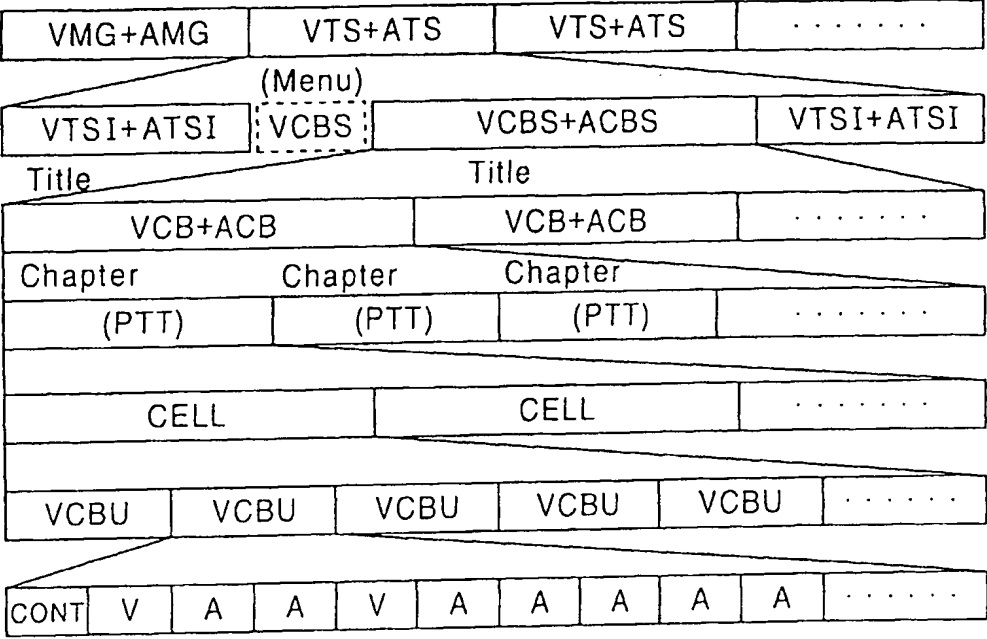 VMG+AMG VTS+ATS VTS+ATS .......
(Menu)
VTSI+ATSI VCBS VCBS+ACBS VTSI+ATSI
Title Title
VCB+ACB VCB+ACB .......
Chapter Chapter Chapter
(PTT) (PTT) (PTT) .......
CELL CELL .......
VCBU VCBU VCBU VCBU VCBU ......
CONT V A A V A A A A A ......